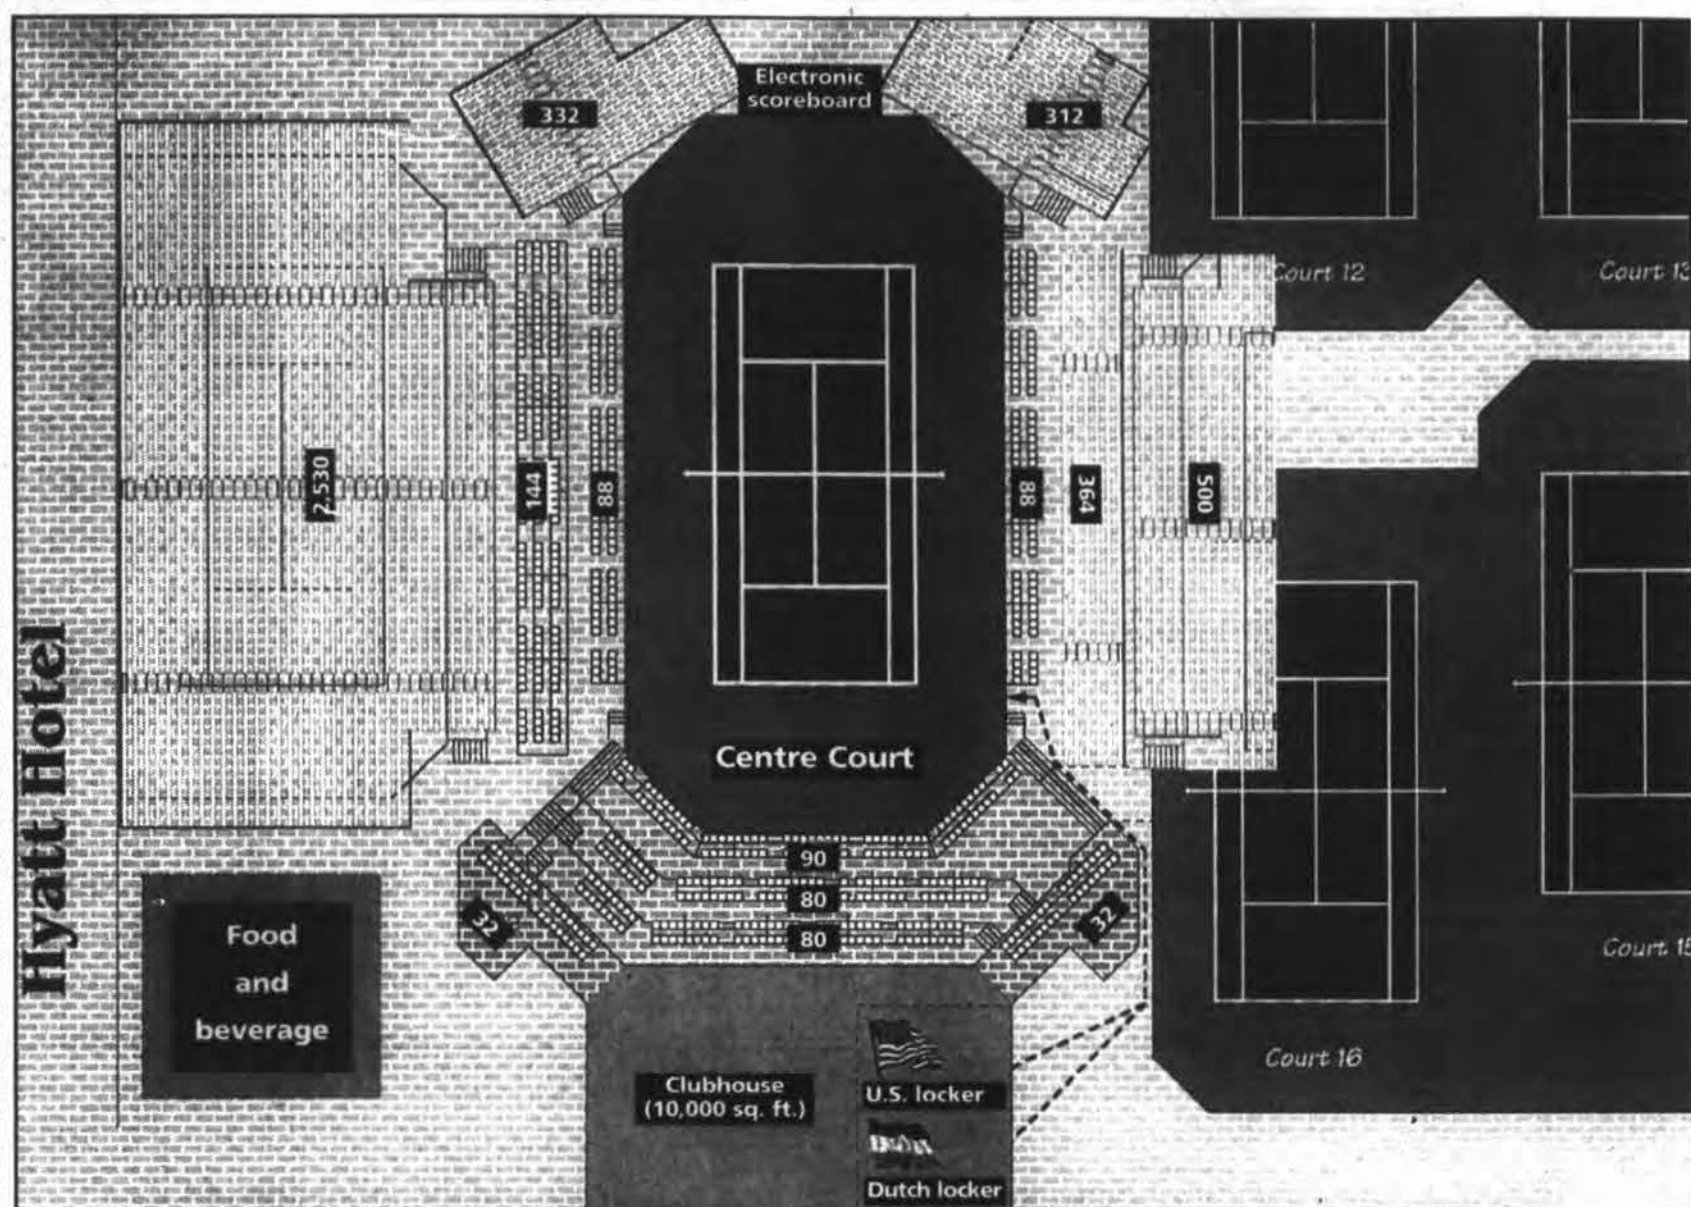 Electronic
scoreboard
332
312
Court 12
Court 13
2,530
144
88
88
364
500
Hyatt Hotel
Centre Court
90
80
80
32
32
Food
and
beverage
Court 15
Court 16
Clubhouse
(10,000 sq. ft.)
U.S. locker
Dutch locker